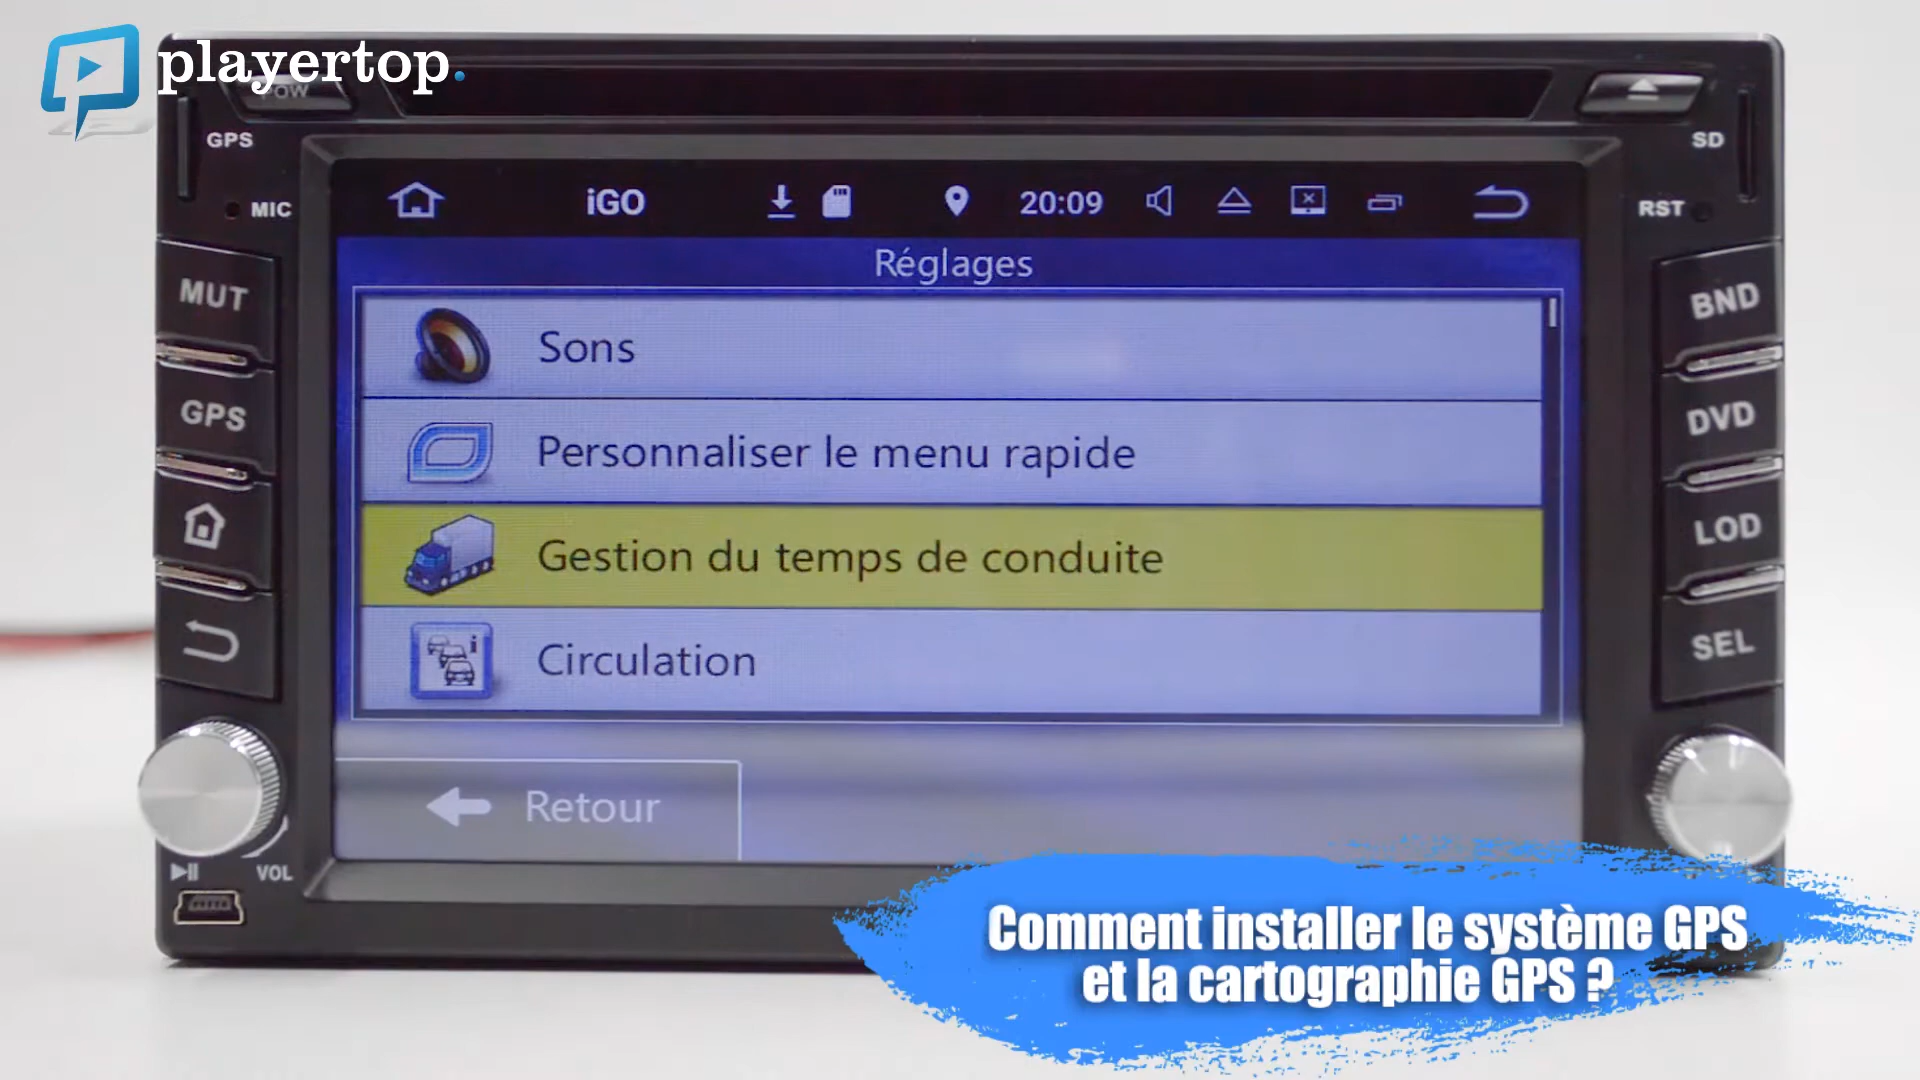 playertop.
POW
GPS
SD
MIC
RST
iGO
20:09
Réglages
Sons
Personnaliser le menu rapide
Gestion du temps de conduite
Circulation
Retour
MUT
GPS
VOL
BND
DVD
LOD
SEL
Comment installer le système GPS
et la cartographie GPS ?